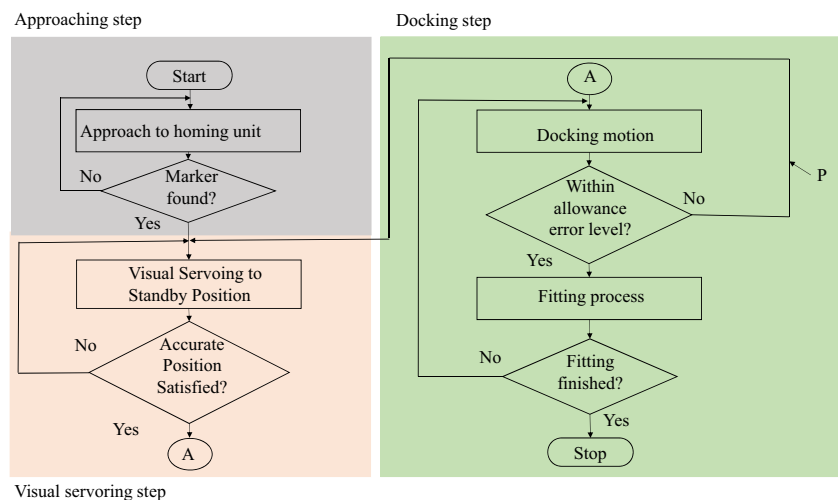 Approaching step
Start
Approach to homing unit
No
Marker
found?
Yes
Visual Servoing to
Standby Position
No
Accurate
Position
Satisfied?
Yes
A
Visual servoring step
Docking step
A
Docking motion
P
Within
allowance
error level?
No
Yes
Fitting process
No
Fitting
finished?
Yes
Stop